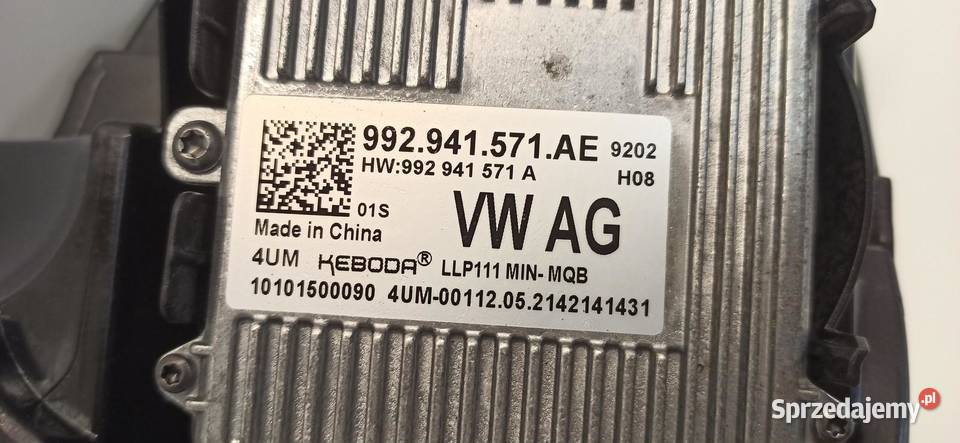 992.941.571.AE 9202
HW:992 941 571 A H08
01S VW AG
Made in China
4UM KEBODA® LLP111 MIN- MQB
10101500090 4UM-00112.05.2142141431
Sprzedajemy.pl